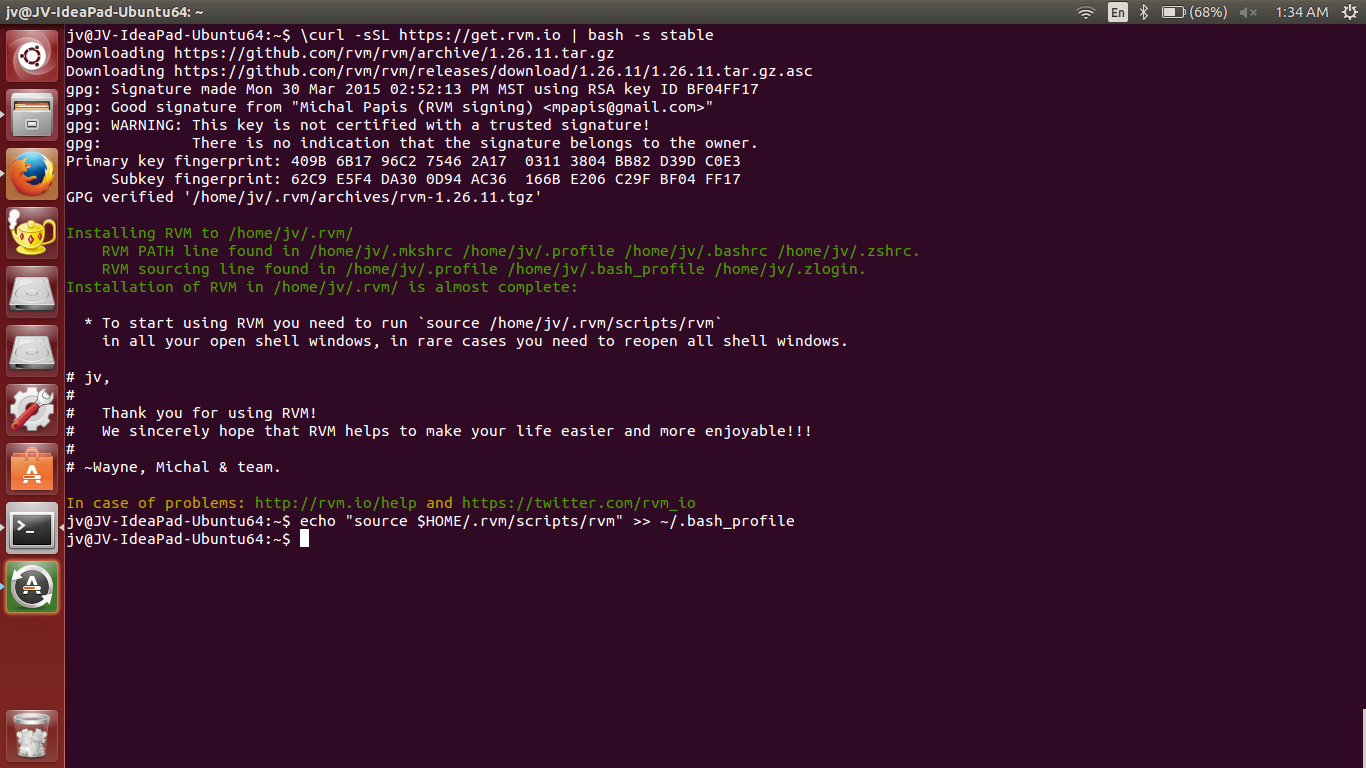 jv@JV-IdeaPad-Ubuntu64: ~
En
(68%)
1:34 AM
jv@JV-IdeaPad-Ubuntu64:~$ \curl -sSL https://get.rvm.io | bash -s stable
Downloading https://github.com/rvm/rvm/archive/1.26.11.tar.gz
Downloading https://github.com/rvm/rvm/releases/download/1.26.11/1.26.11.tar.gz.asc
gpg: Signature made Mon 30 Mar 2015 02:52:13 PM MST using RSA key ID BF04FF17
gpg: Good signature from "Michal Papis (RVM signing) <mpapis@gmail.com>"
gpg: WARNING: This key is not certified with a trusted signature!
gpg:          There is no indication that the signature belongs to the owner.
Primary key fingerprint: 409B 6B17 96C2 7546 2A17  0311 3804 BB82 D39D C0E3
     Subkey fingerprint: 62C9 E5F4 DA30 0D94 AC36  166B E206 C29F BF04 FF17
GPG verified '/home/jv/.rvm/archives/rvm-1.26.11.tgz'
Installing RVM to /home/jv/.rvm/
    RVM PATH line found in /home/jv/.mkshrc /home/jv/.profile /home/jv/.bashrc /home/jv/.zshrc.
    RVM sourcing line found in /home/jv/.profile /home/jv/.bash_profile /home/jv/.zlogin.
Installation of RVM in /home/jv/.rvm/ is almost complete:
  * To start using RVM you need to run `source /home/jv/.rvm/scripts/rvm`
    in all your open shell windows, in rare cases you need to reopen all shell windows.
# jv,
#
#   Thank you for using RVM!
#   We sincerely hope that RVM helps to make your life easier and more enjoyable!!!
#
# ~Wayne, Michal & team.
In case of problems: http://rvm.io/help and https://twitter.com/rvm_io
jv@JV-IdeaPad-Ubuntu64:~$ echo "source $HOME/.rvm/scripts/rvm" >> ~/.bash_profile
jv@JV-IdeaPad-Ubuntu64:~$